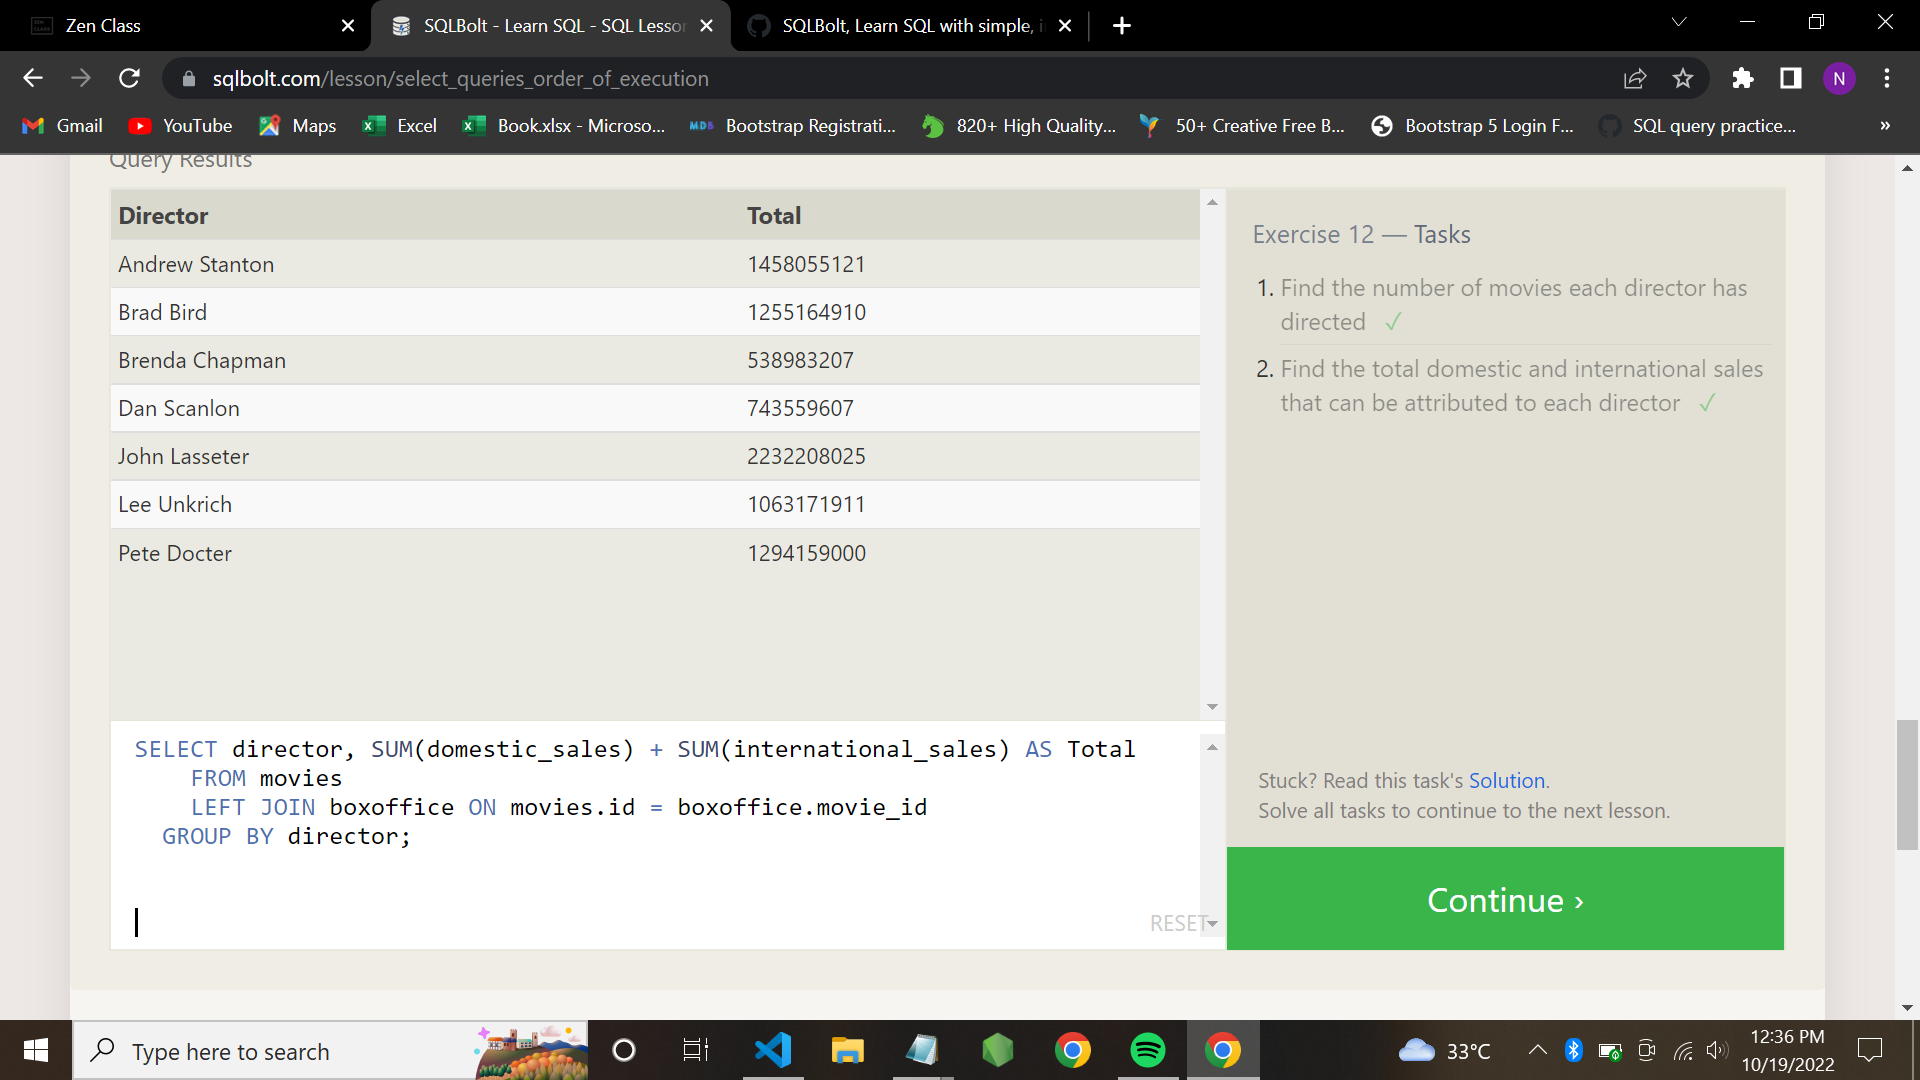 Zen Class
SQLBolt - Learn SQL - SQL Lesso
SQLBolt, Learn SQL with simple, i
sqlbolt.com/lesson/select_queries_order_of_execution
N
Gmail
YouTube
Maps
Excel
Book.xlsx - Microso...
MDB
Bootstrap Registrati...
820+ High Quality...
50+ Creative Free B...
Bootstrap 5 Login F...
SQL query practice...
»
Query Results
Director Total
Andrew Stanton 1458055121
Brad Bird 1255164910
Brenda Chapman 538983207
Dan Scanlon 743559607
John Lasseter 2232208025
Lee Unkrich 1063171911
Pete Docter 1294159000
SELECT director, SUM(domestic_sales) + SUM(international_sales) AS Total
FROM movies
LEFT JOIN boxoffice ON movies.id = boxoffice.movie_id
GROUP BY director;
RESET
Exercise 12 — Tasks
1. Find the number of movies each director has
directed ✓
2. Find the total domestic and international sales
that can be attributed to each director ✓
Stuck? Read this task's Solution.
Solve all tasks to continue to the next lesson.
Continue ›
Type here to search
33°C
12:36 PM
10/19/2022